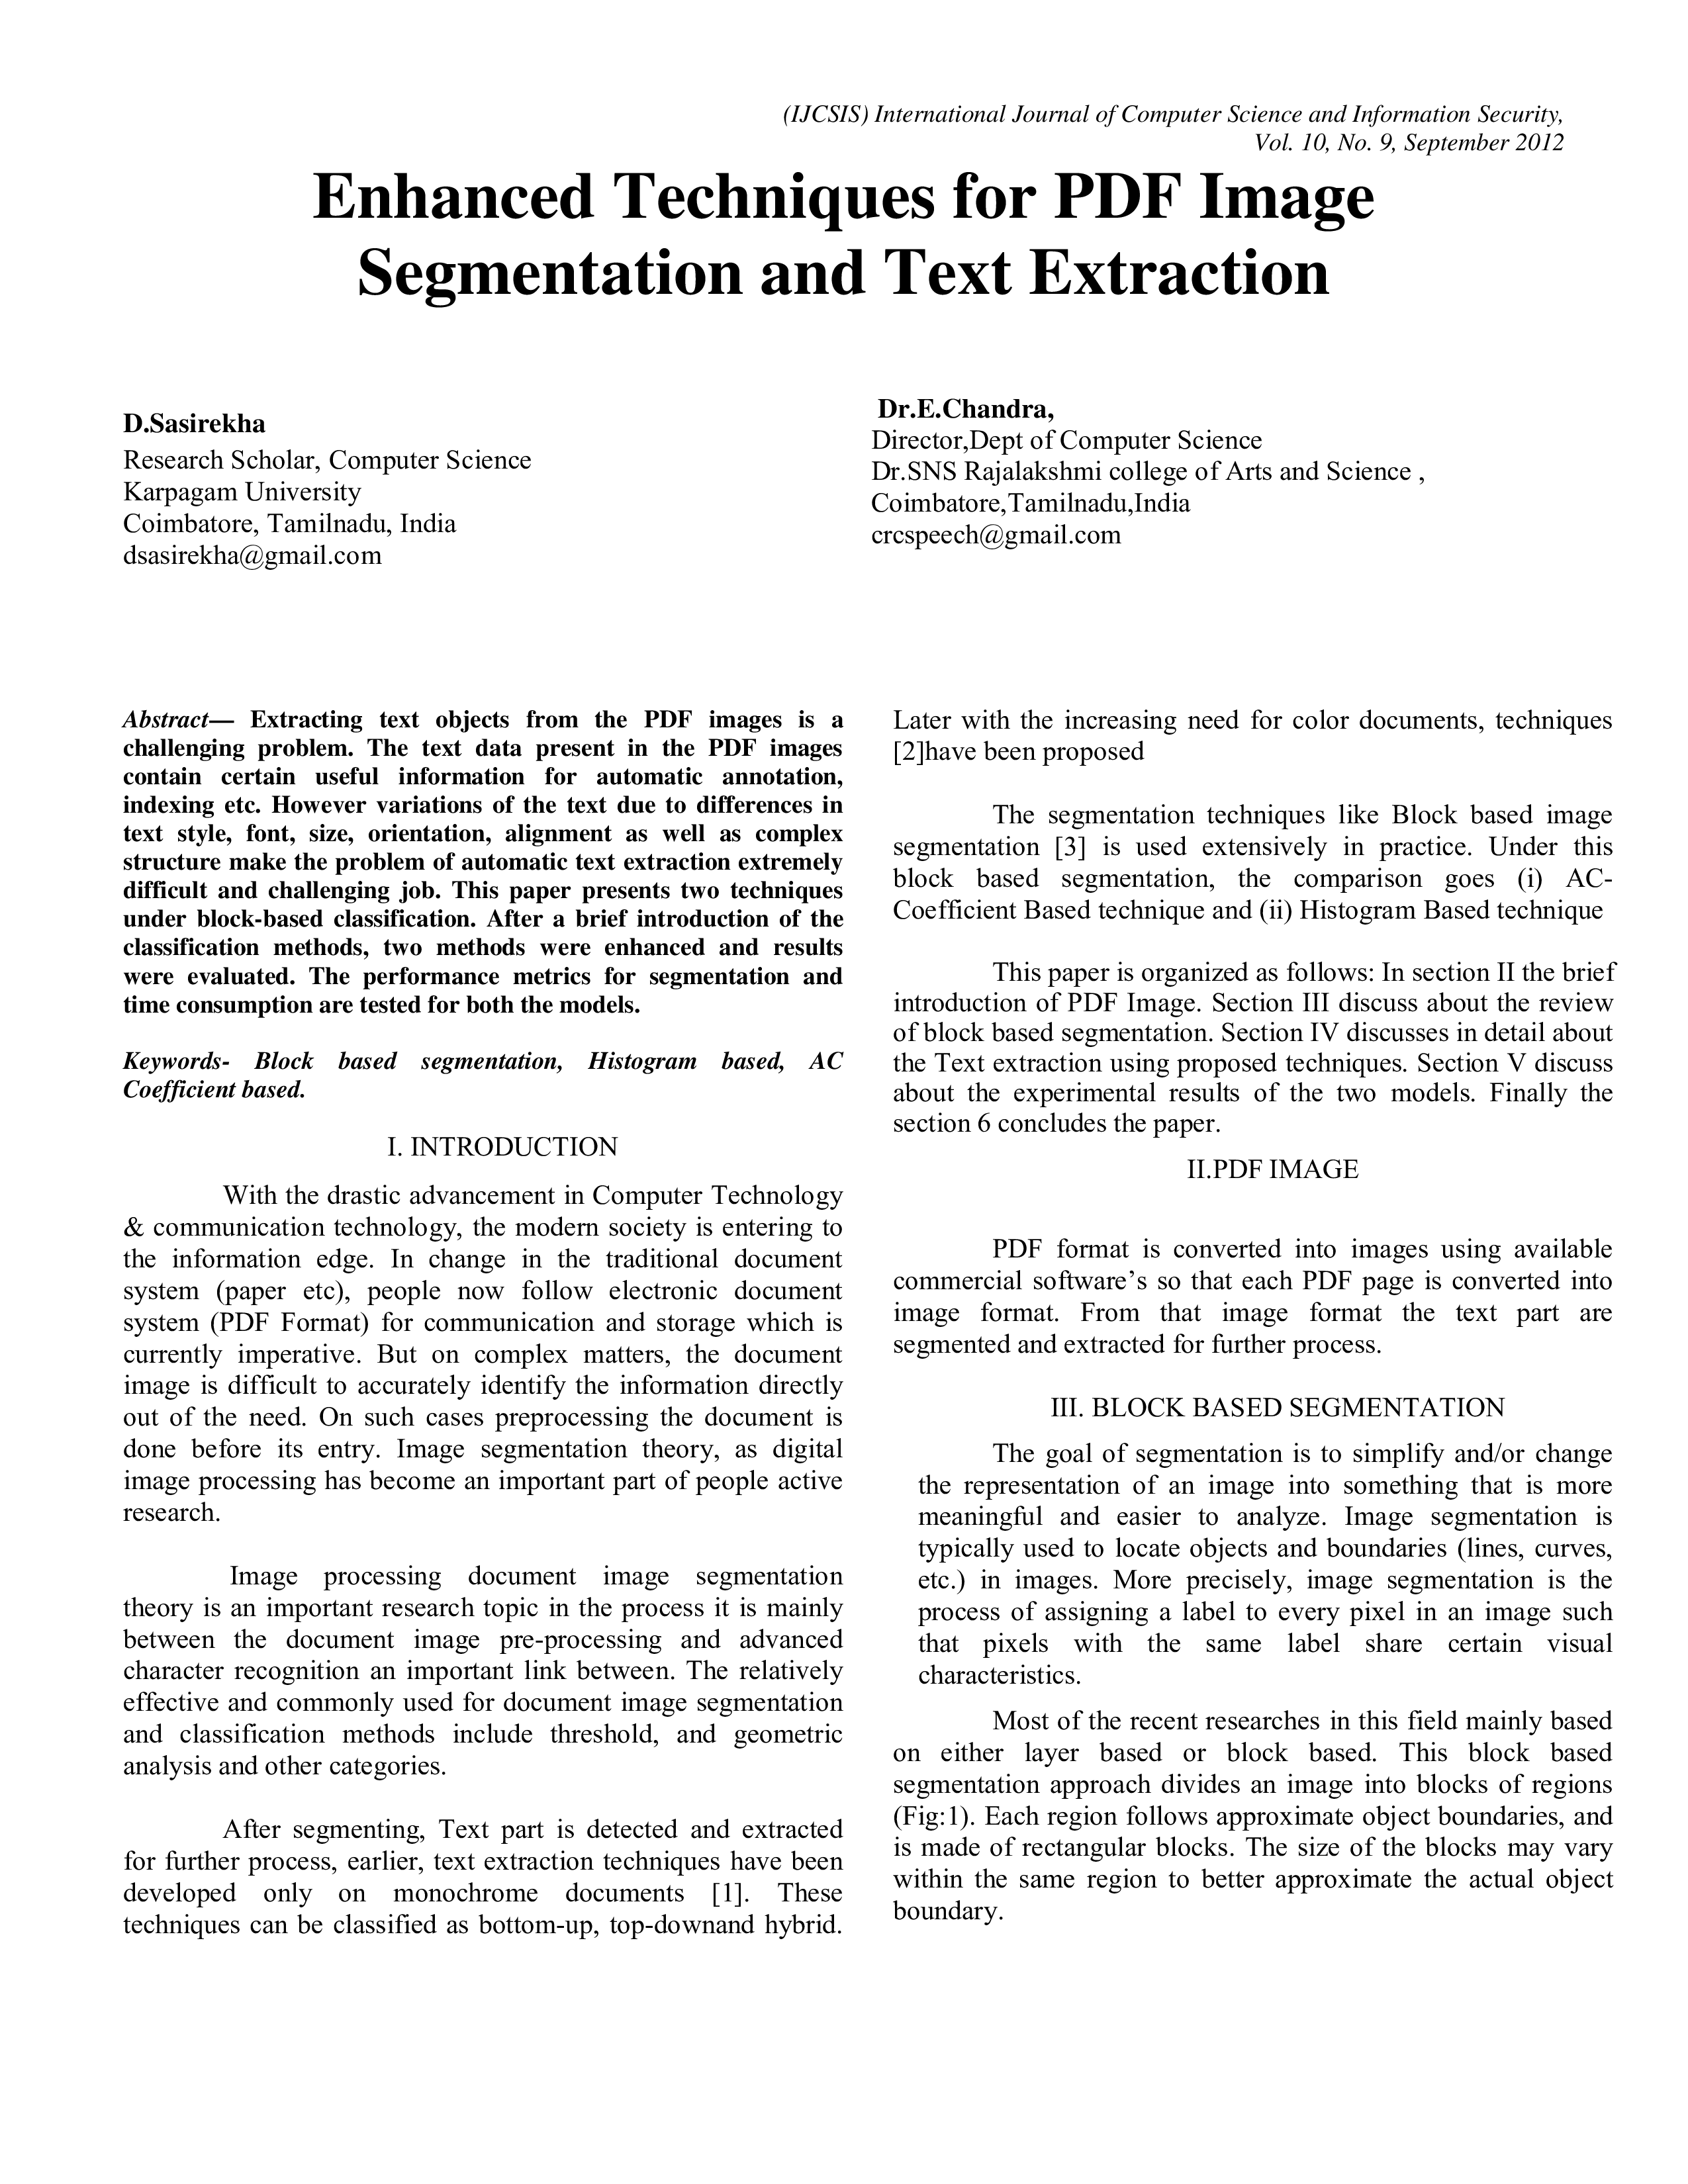 (IJCSIS) International Journal of Computer Science and Information Security,
Vol. 10, No. 9, September 2012
Enhanced Techniques for PDF Image
Segmentation and Text Extraction
D.Sasirekha
Research Scholar, Computer Science
Karpagam University
Coimbatore, Tamilnadu, India
dsasirekha@gmail.com
Dr.E.Chandra,
Director,Dept of Computer Science
Dr.SNS Rajalakshmi college of Arts and Science ,
Coimbatore,Tamilnadu,India
crcspeech@gmail.com
Abstract— Extracting text objects from the PDF images is a
challenging problem. The text data present in the PDF images
contain certain useful information for automatic annotation,
indexing etc. However variations of the text due to differences in
text style, font, size, orientation, alignment as well as complex
structure make the problem of automatic text extraction extremely
difficult and challenging job. This paper presents two techniques
under block-based classification. After a brief introduction of the
classification methods, two methods were enhanced and results
were evaluated. The performance metrics for segmentation and
time consumption are tested for both the models.
Keywords- Block based segmentation, Histogram based, AC
Coefficient based.
I. INTRODUCTION
With the drastic advancement in Computer Technology
& communication technology, the modern society is entering to
the information edge. In change in the traditional document
system (paper etc), people now follow electronic document
system (PDF Format) for communication and storage which is
currently imperative. But on complex matters, the document
image is difficult to accurately identify the information directly
out of the need. On such cases preprocessing the document is
done before its entry. Image segmentation theory, as digital
image processing has become an important part of people active
research.
Image processing document image segmentation
theory is an important research topic in the process it is mainly
between the document image pre-processing and advanced
character recognition an important link between. The relatively
effective and commonly used for document image segmentation
and classification methods include threshold, and geometric
analysis and other categories.
After segmenting, Text part is detected and extracted
for further process, earlier, text extraction techniques have been
developed only on monochrome documents [1]. These
techniques can be classified as bottom-up, top-downand hybrid.
Later with the increasing need for color documents, techniques
[2]have been proposed
The segmentation techniques like Block based image
segmentation [3] is used extensively in practice. Under this
block based segmentation, the comparison goes (i) AC-
Coefficient Based technique and (ii) Histogram Based technique
This paper is organized as follows: In section II the brief
introduction of PDF Image. Section III discuss about the review
of block based segmentation. Section IV discusses in detail about
the Text extraction using proposed techniques. Section V discuss
about the experimental results of the two models. Finally the
section 6 concludes the paper.
II.PDF IMAGE
PDF format is converted into images using available
commercial software’s so that each PDF page is converted into
image format. From that image format the text part are
segmented and extracted for further process.
III. BLOCK BASED SEGMENTATION
The goal of segmentation is to simplify and/or change
the representation of an image into something that is more
meaningful and easier to analyze. Image segmentation is
typically used to locate objects and boundaries (lines, curves,
etc.) in images. More precisely, image segmentation is the
process of assigning a label to every pixel in an image such
that pixels with the same label share certain visual
characteristics.
Most of the recent researches in this field mainly based
on either layer based or block based. This block based
segmentation approach divides an image into blocks of regions
(Fig:1). Each region follows approximate object boundaries, and
is made of rectangular blocks. The size of the blocks may vary
within the same region to better approximate the actual object
boundary.